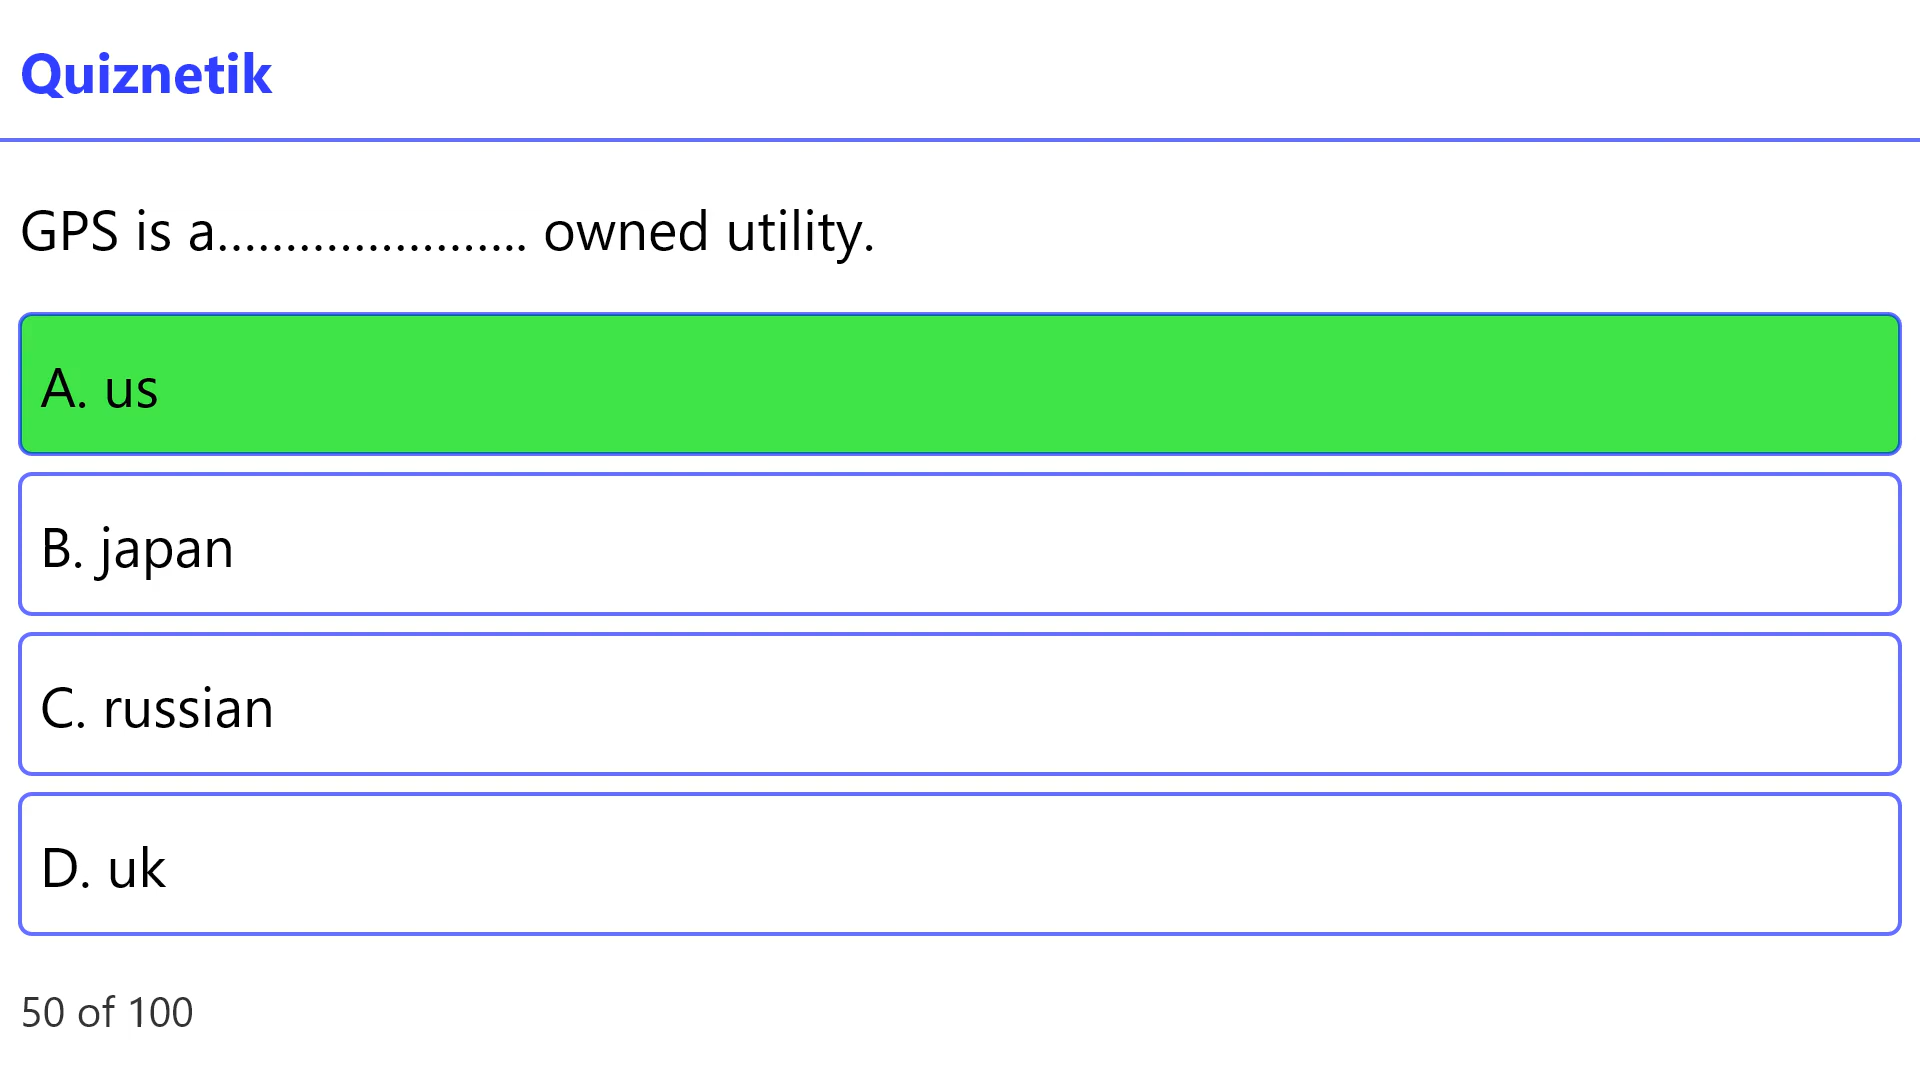 Quiznetik
GPS is a....................... owned utility.
A. us
B. japan
C. russian
D. uk
50 of 100